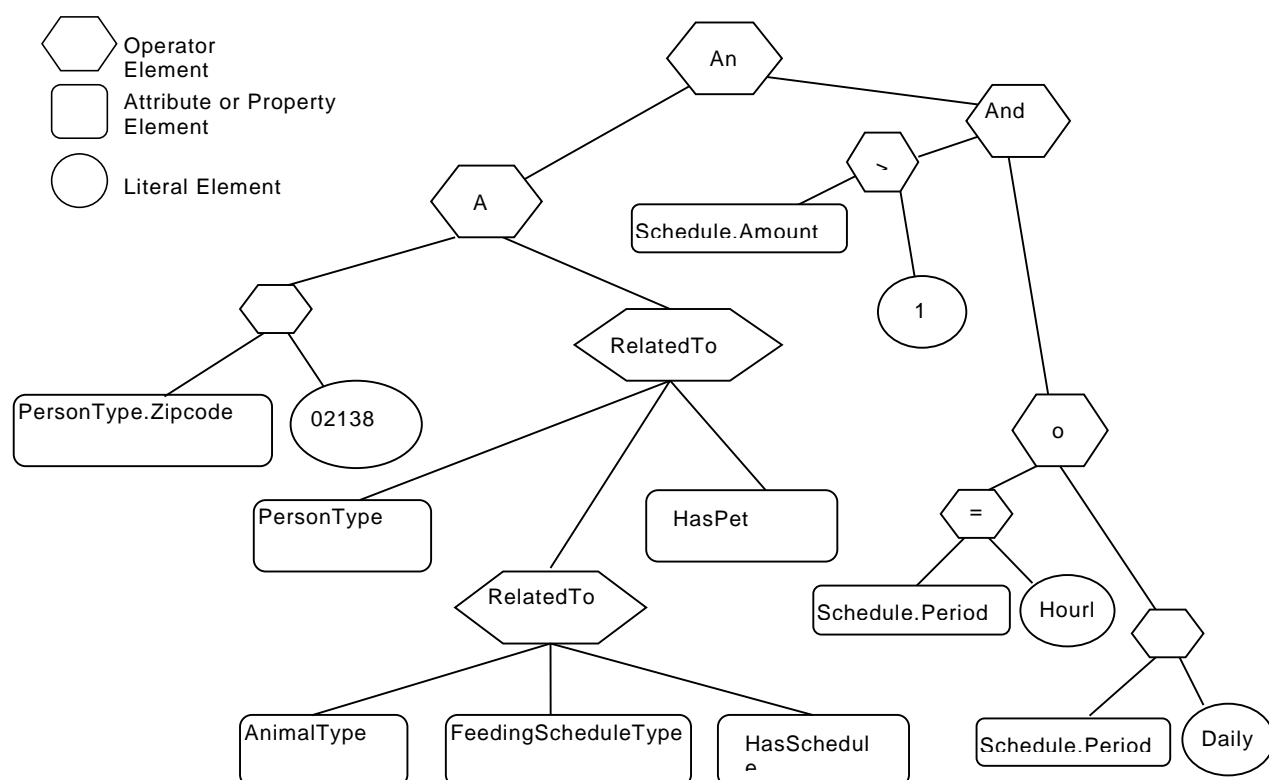 Operator
Element
Attribute or Property
Element
Literal Element
An
And
A
Schedule.Amount
1
RelatedTo
PersonType.Zipcode
02138
o
PersonType
HasPet
=
RelatedTo
Schedule.Period
Hourl
AnimalType
FeedingScheduleType
HasSchedul
e
Schedule.Period
Daily